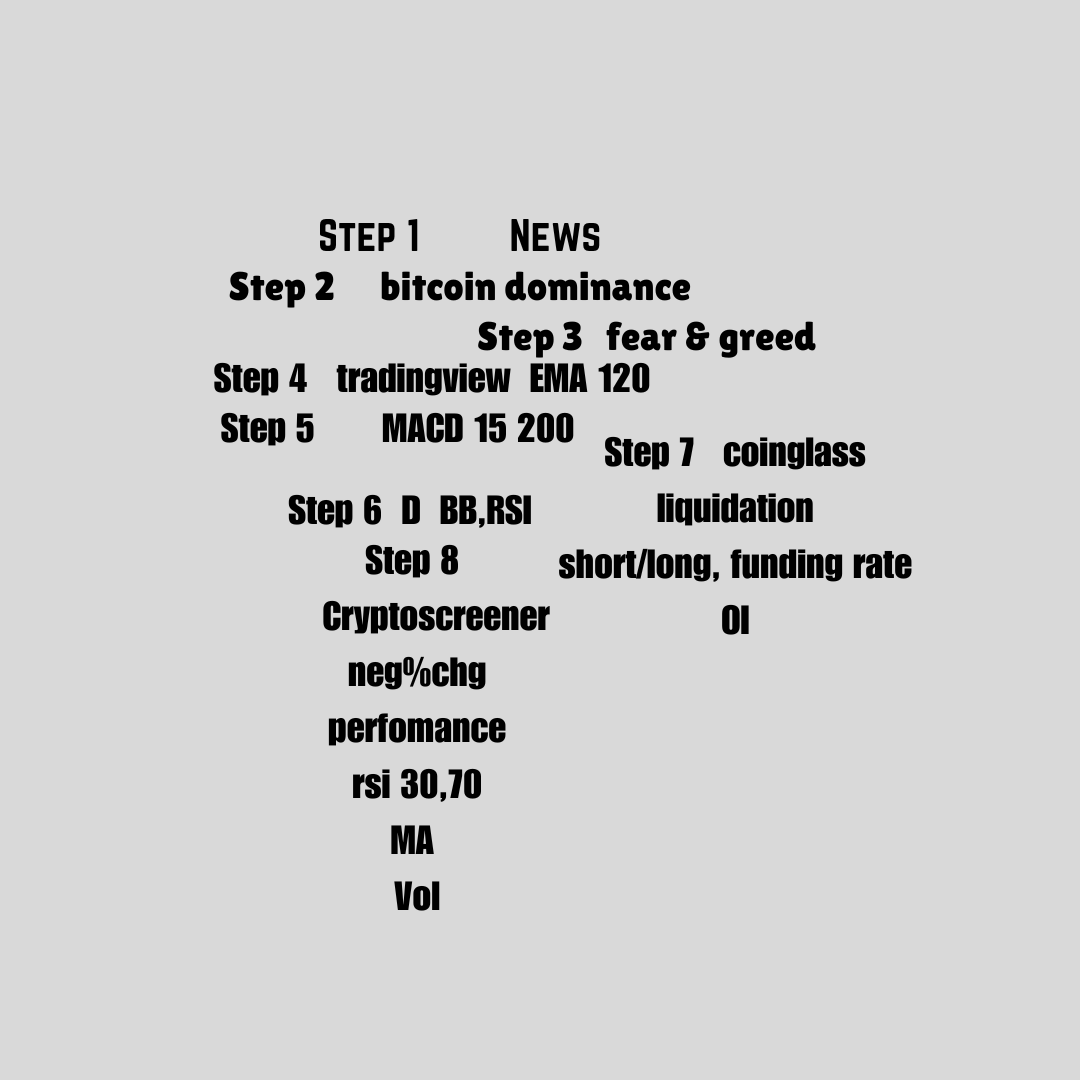 Step 1 News
Step 2 bitcoin dominance
Step 3 fear & greed
Step 4 tradingview EMA 120
Step 5 MACD 15 200
Step 6 D BB,RSI
Step 7 coinglass
liquidation
short/long, funding rate
OI
Step 8
Cryptoscreener
neg%chg
perfomance
rsi 30,70
MA
Vol